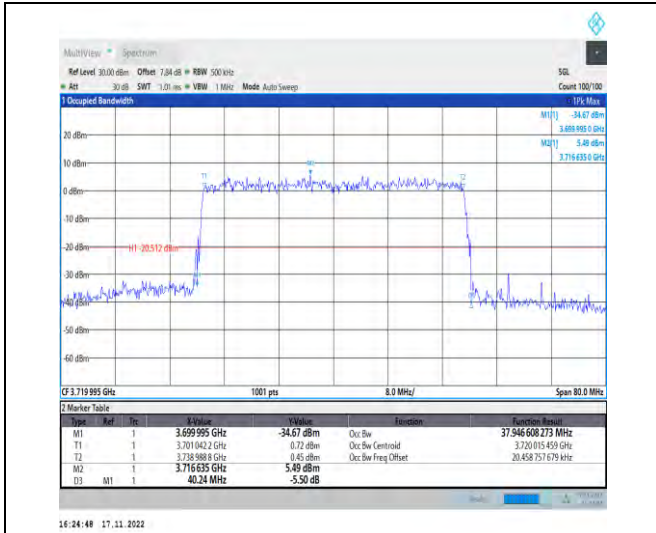 MultiView Spectrum
Ref Level 30.00 dBm Offset 7.84 dB RBW 500 kHz SGL
Att 30 dB SWT 1.01 ms VBW 1 MHz Mode Auto Sweep Count 100/100
1 Occupied Bandwidth 1Pk Max
M1[1] -34.67 dBm
3.699 995 0 GHz
20 dBm
M2[1] 5.49 dBm
3.716 635 0 GHz
10 dBm
T1
M2
T2
0 dBm
-10 dBm
-20 dBm
H1 -20.512 dBm
-30 dBm
-40 dBm
-50 dBm
-60 dBm
CF 3.719 995 GHz 1001 pts 8.0 MHz/ Span 80.0 MHz
2 Marker Table
Type Ref Trc X-Value Y-Value Function Function Result
M1 1 3.699 995 GHz -34.67 dBm Occ Bw 37.946 608 273 MHz
T1 1 3.701 042 2 GHz 0.72 dBm Occ Bw Centroid 3.720 015 459 GHz
T2 1 3.738 988 8 GHz 0.45 dBm Occ Bw Freq Offset 20.458 757 679 kHz
M2 1 3.716 635 GHz 5.49 dBm
D3 M1 1 40.24 MHz -5.50 dB
16:24:48 17.11.2022